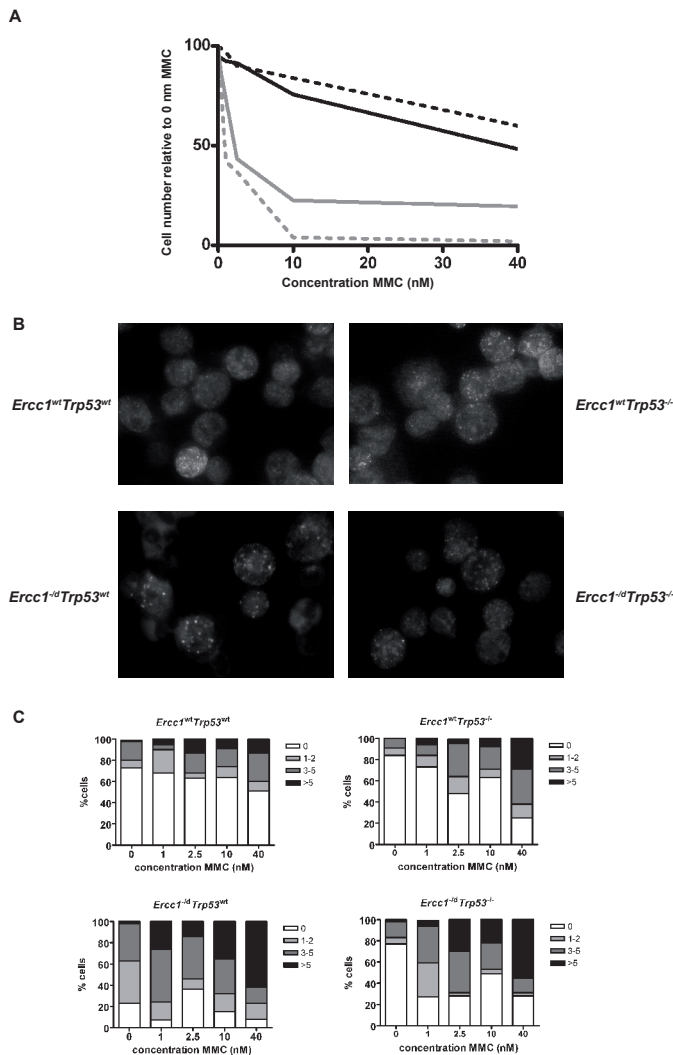 A
Cell number relative to 0 nm MMC
100
50
0
0 10 20 30 40
Concentration MMC (nM)
B
Ercc1wtTrp53wt
Ercc1wtTrp53-/-
Ercc1-/dTrp53wt
Ercc1-/dTrp53-/-
C
Ercc1wtTrp53wt
%cells
100
80
60
40
20
0
0 1 2.5 10 40
concentration MMC (nM)
0
1-2
3-5
>5
Ercc1wtTrp53-/-
% cells
100
80
60
40
20
0
0 1 2.5 10 40
concentration MMC (nM)
0
1-2
3-5
>5
Ercc1-/dTrp53wt
% cells
100
80
60
40
20
0
0 1 2.5 10 40
concentration MMC (nM)
0
1-2
3-5
>5
Ercc1-/dTrp53-/-
% cells
100
80
60
40
20
0
0 1 2.5 10 40
concentration MMC (nM)
0
1-2
3-5
>5